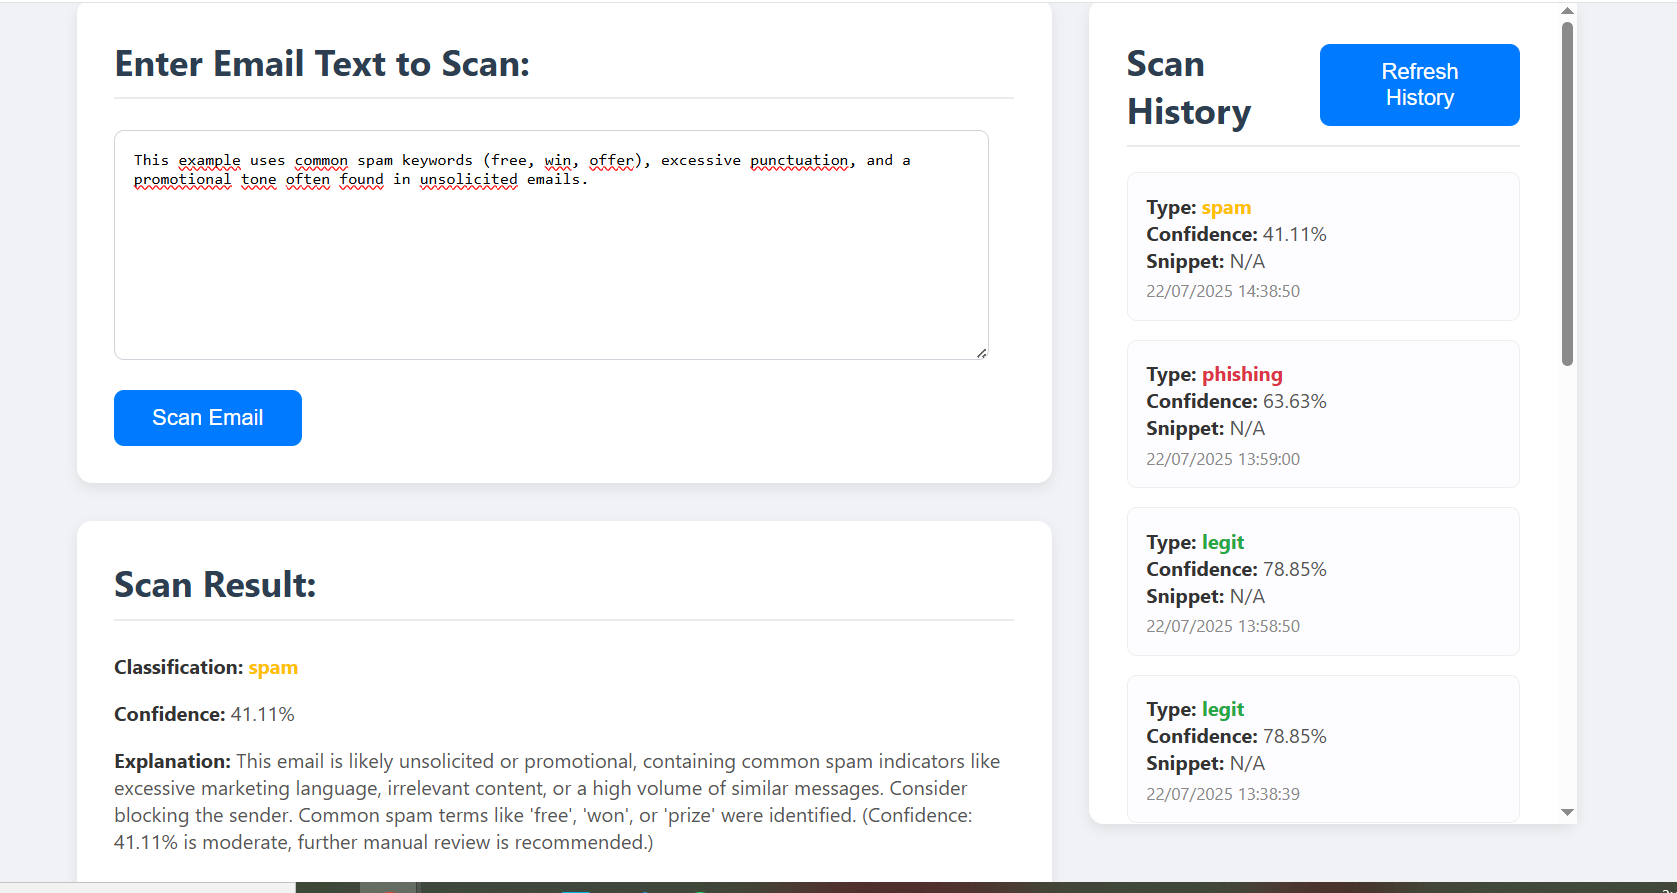 Enter Email Text to Scan:
This example uses common spam keywords (free, win, offer), excessive punctuation, and a
promotional tone often found in unsolicited emails.
Scan Email
Scan Result:
Classification: spam
Confidence: 41.11%
Explanation: This email is likely unsolicited or promotional, containing common spam indicators like
excessive marketing language, irrelevant content, or a high volume of similar messages. Consider
blocking the sender. Common spam terms like 'free', 'won', or 'prize' were identified. (Confidence:
41.11% is moderate, further manual review is recommended.)
Scan
History
Refresh
History
Type: spam
Confidence: 41.11%
Snippet: N/A
22/07/2025 14:38:50
Type: phishing
Confidence: 63.63%
Snippet: N/A
22/07/2025 13:59:00
Type: legit
Confidence: 78.85%
Snippet: N/A
22/07/2025 13:58:50
Type: legit
Confidence: 78.85%
Snippet: N/A
22/07/2025 13:38:39